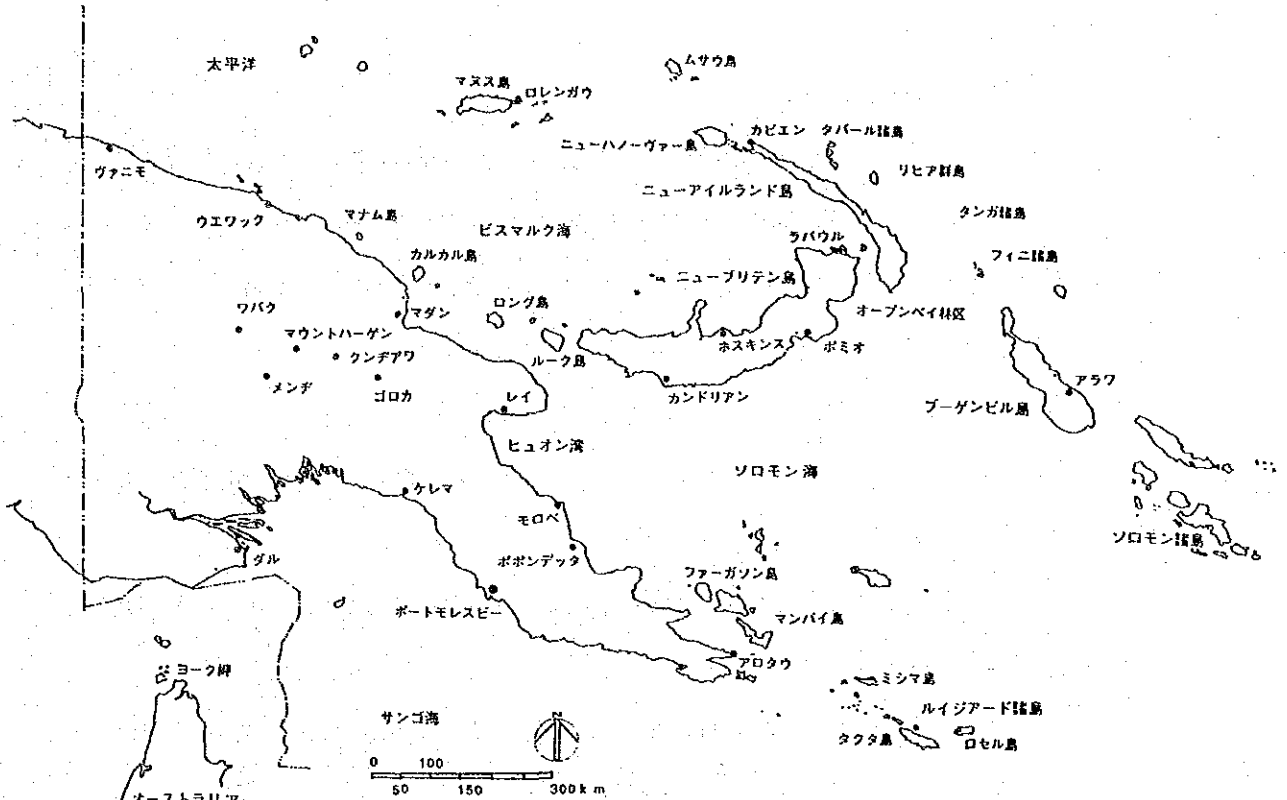 太平洋
ムサウ島
マヌス島
ロレンガウ
カビエン
タバール諸島
ニューハノーヴァー島
ヴァニモ
リヒア群島
ニューアイルランド島
ウエワック
マナム島
タンガ諸島
ビスマルク海
ラバウル
カルカル島
フィニ諸島
ニューブリテン島
ロング島
オープンベイ林区
ワバク
マダン
マウントハーゲン
クンヂアワ
ルーク島
ホスキンス
ポミオ
メンヂ
ゴロカ
レイ
カンドリアン
アラワ
ブーゲンビル島
ヒュオン湾
ソロモン海
ケレマ
モロベ
ソロモン諸島
ダル
ポポンデッタ
ファーガソン島
ポートモレスビー
マンバイ島
アロタウ
ヨーク岬
ミシマ島
ルイジアード諸島
サンゴ海
N
タクタ島
ロセル島
0 100
50 150 300km
オーストラリア